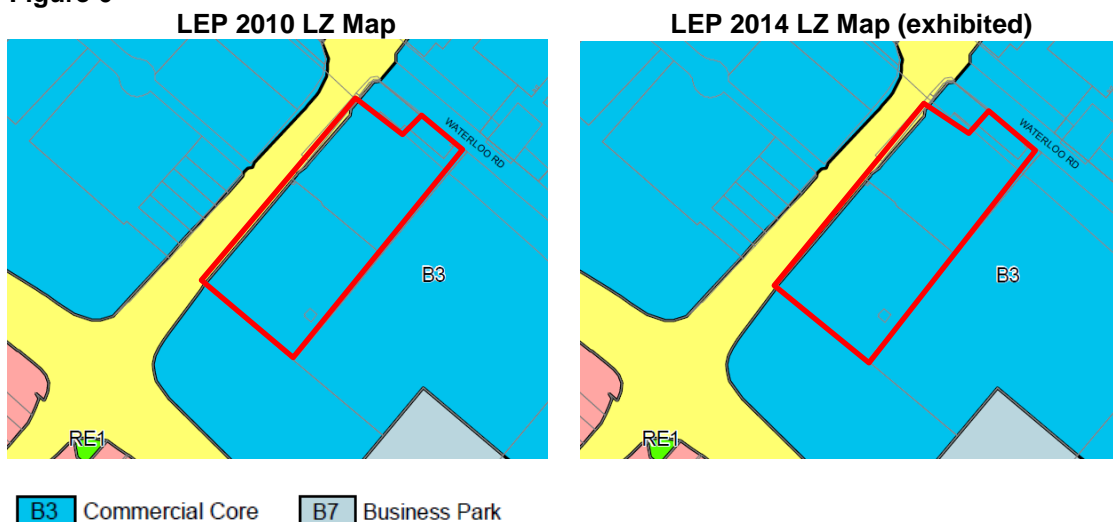 LEP 2010 LZ Map
LEP 2014 LZ Map (exhibited)
WATERLOO RD
B3
RE1
WATERLOO RD
B3
RE1
B3 Commercial Core
B7 Business Park